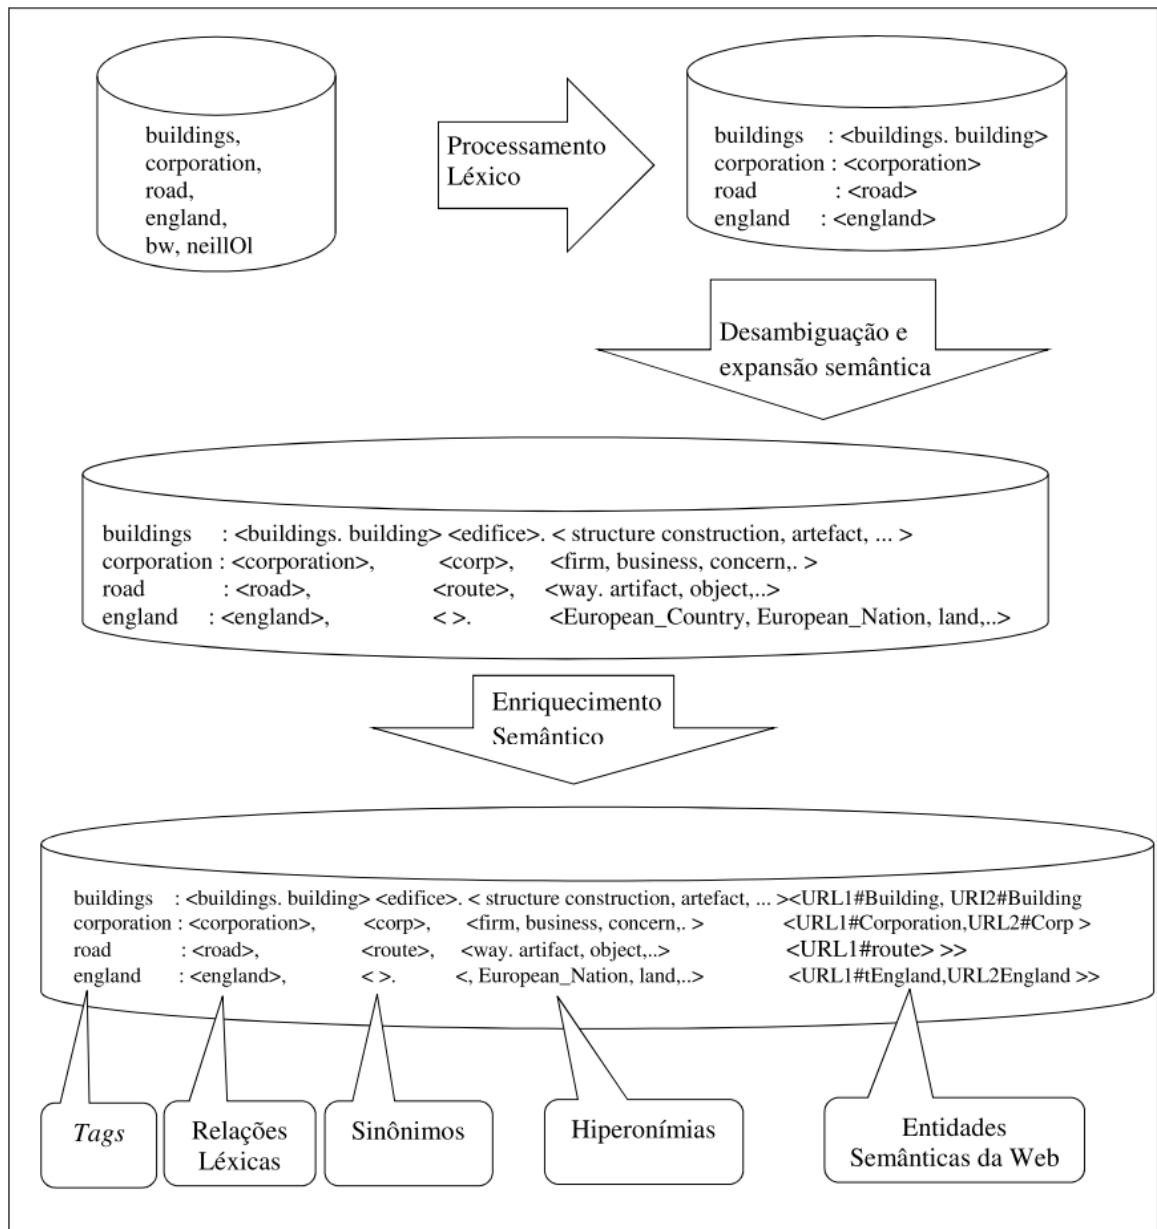 buildings,
corporation,
road,
england,
bw, neillOl
Processamento
Léxico
buildings : <buildings. building>
corporation : <corporation>
road : <road>
england : <england>
Desambiguação e
expansão semântica
buildings : <buildings. building> <edifice>. < structure construction, artefact, ... >
corporation : <corporation>, <corp>, <firm, business, concern,. >
road : <road>, <route>, <way. artifact, object,..>
england : <england>, < >. <European_Country, European_Nation, land,..>
Enriquecimento
Semântico
buildings : <buildings. building> <edifice>. < structure construction, artefact, ... ><URL1#Building, URI2#Building
corporation : <corporation>, <corp>, <firm, business, concern,. > <URL1#Corporation,URL2#Corp >
road : <road>, <route>, <way. artifact, object,..> <URL1#route> >>
england : <england>, < >. <, European_Nation, land,..> <URL1#tEngland,URL2England >>
Tags
Relações
Léxicas
Sinônimos
Hiperonímias
Entidades
Semânticas da Web